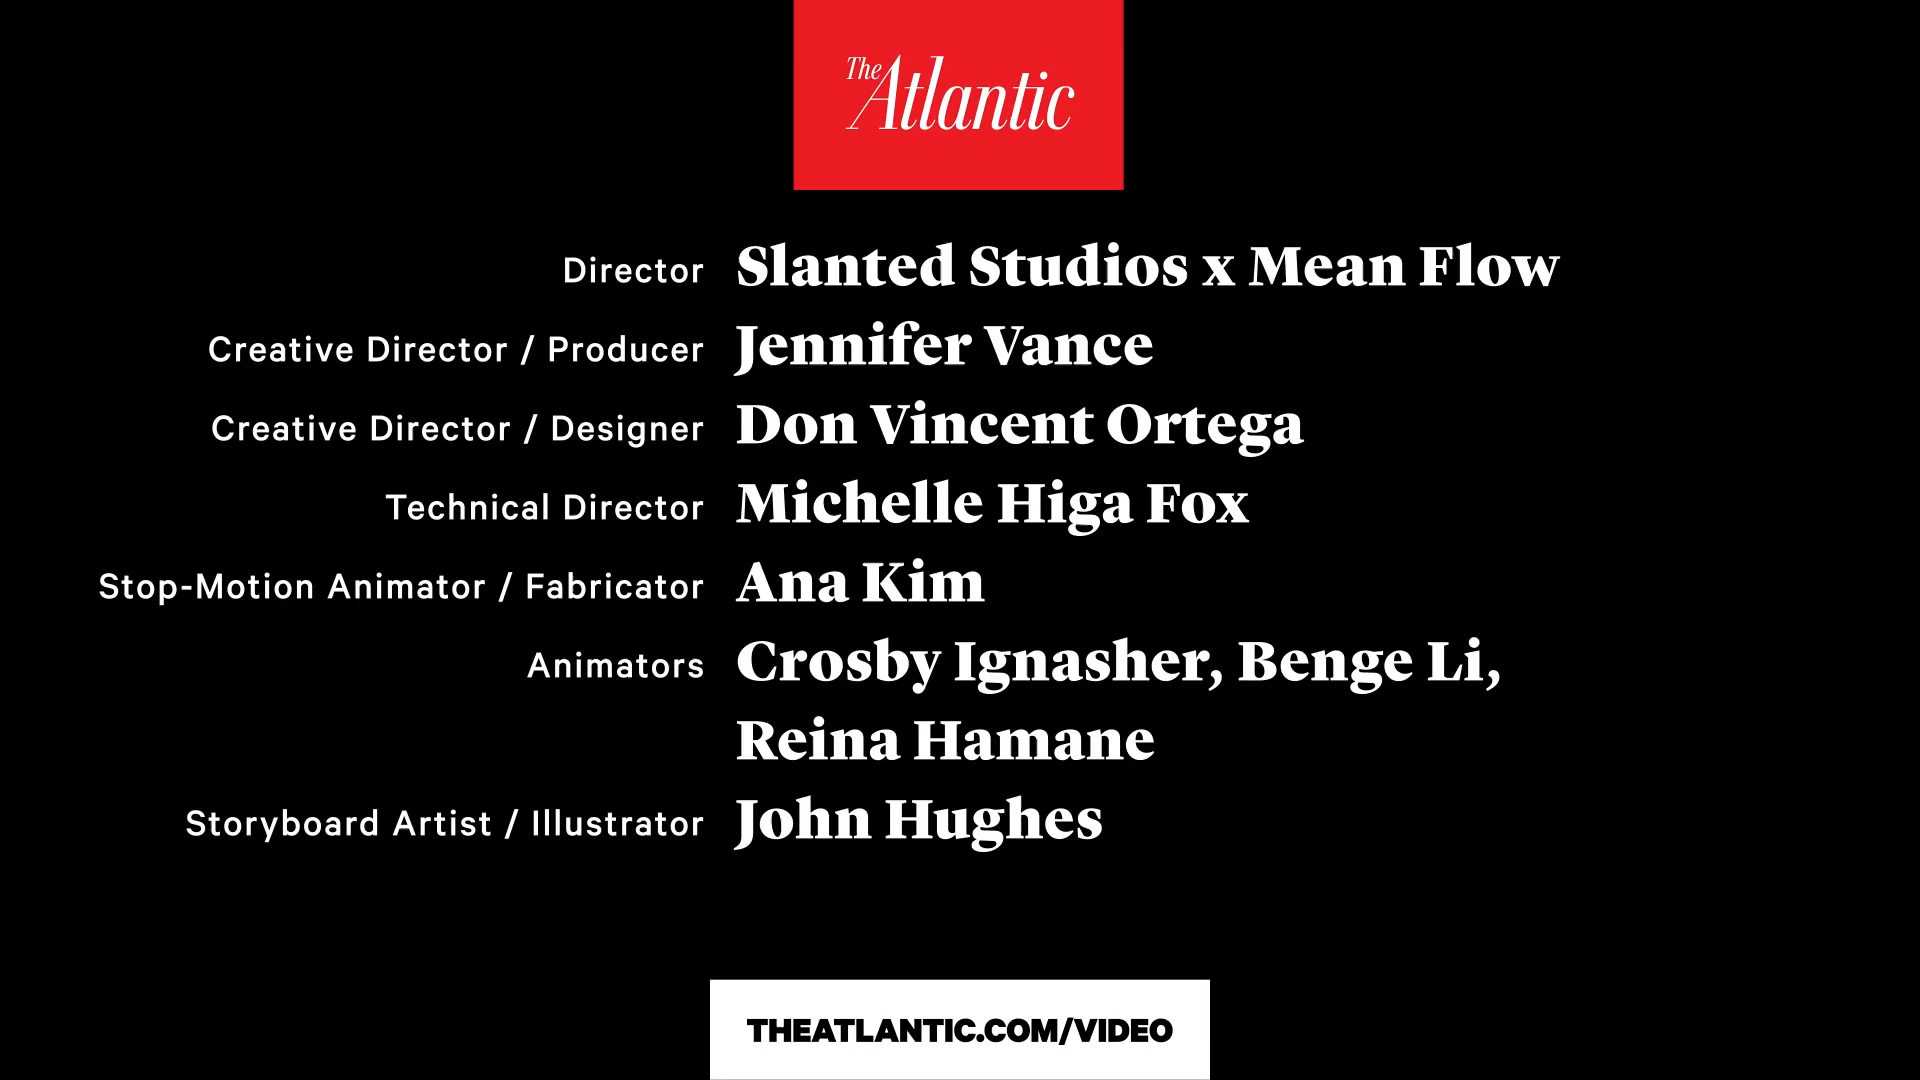 The Atlantic
Director Slanted Studios x Mean Flow
Creative Director / Producer Jennifer Vance
Creative Director / Designer Don Vincent Ortega
Technical Director Michelle Higa Fox
Stop-Motion Animator / Fabricator Ana Kim
Animators Crosby Ignasher, Benge Li,
Reina Hamane
Storyboard Artist / Illustrator John Hughes
THEATLANTIC.COM/VIDEO